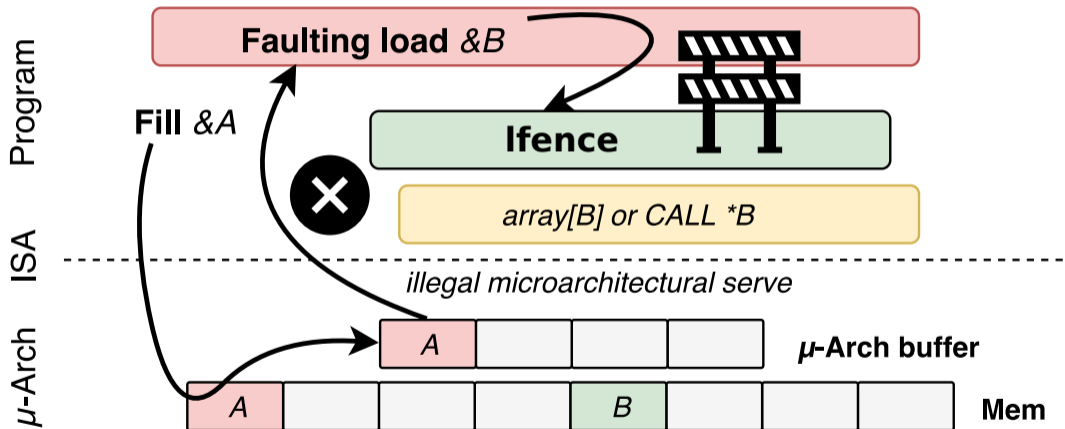 Program
ISA
μ-Arch
Faulting load &B
Fill &A
lfence
array[B] or CALL *B
illegal microarchitectural serve
A
μ-Arch buffer
A
B
Mem